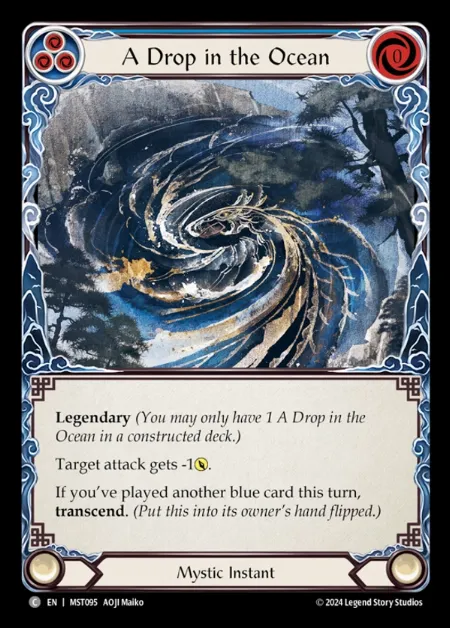 A Drop in the Ocean
0
Legendary (You may only have 1 A Drop in the
Ocean in a constructed deck.)
Target attack gets -1.
If you've played another blue card this turn,
transcend. (Put this into its owner's hand flipped.)
Mystic Instant
C EN | MST095 AOJI Maiko
© 2024 Legend Story Studios